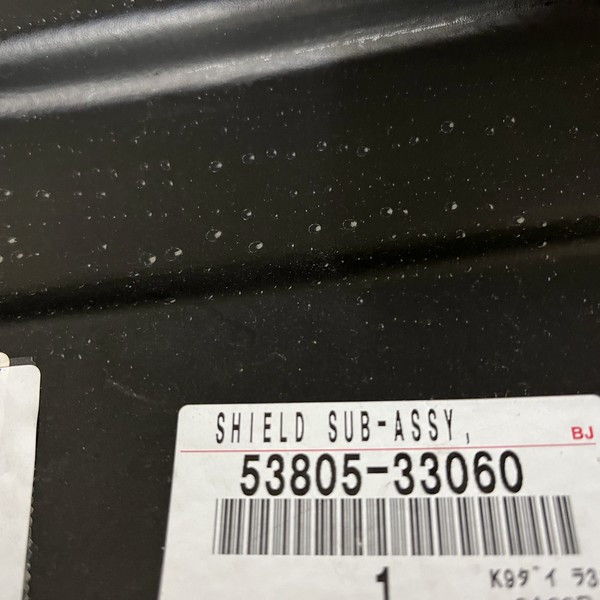 SHIELD SUB-ASSY,
BJ
53805-33060
1
K9ﾀﾞｲ ﾗ3